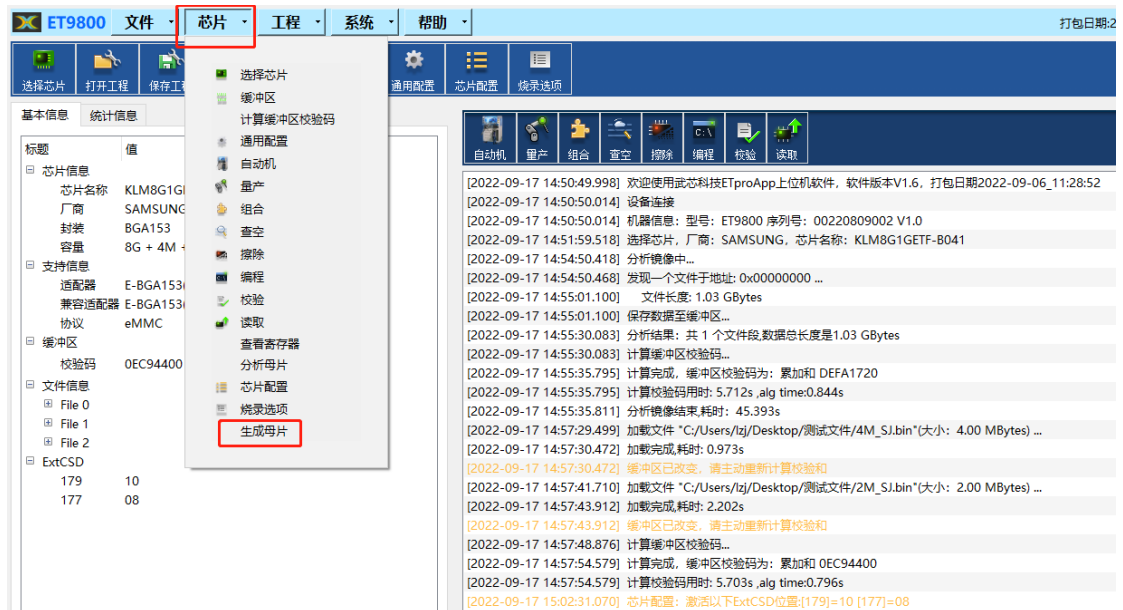 ET9800 文件 芯片 工程 系统 帮助 打包日期:2
选择芯片 打开工程 保存工 通用配置 芯片配置 烧录选项
基本信息 统计信息
标题 值
芯片信息
芯片名称 KLM8G1G
厂商 SAMSUNG
封装 BGA153
容量 8G + 4M +
支持信息
适配器 E-BGA153
兼容适配器 E-BGA153
协议 eMMC
缓冲区
校验码 0EC94400
文件信息
File 0
File 1
File 2
ExtCSD
179 10
177 08
选择芯片
缓冲区
计算缓冲区校验码
通用配置
自动机
量产
组合
查空
擦除
编程
校验
读取
查看寄存器
分析母片
芯片配置
烧录选项
生成母片
自动机 量产 组合 查空 擦除 编程 校验 读取
[2022-09-17 14:50:49.998] 欢迎使用武芯科技ETproApp上位机软件，软件版本V1.6，打包日期2022-09-06_11:28:52
[2022-09-17 14:50:50.014] 设备连接
[2022-09-17 14:50:50.014] 机器信息：型号：ET9800 序列号：00220809002 V1.0
[2022-09-17 14:51:59.518] 选择芯片，厂商：SAMSUNG，芯片名称：KLM8G1GETF-B041
[2022-09-17 14:54:50.418] 分析镜像中...
[2022-09-17 14:54:50.468] 发现一个文件于地址: 0x00000000 ...
[2022-09-17 14:55:01.100] 文件长度: 1.03 GBytes
[2022-09-17 14:55:01.100] 保存数据至缓冲区...
[2022-09-17 14:55:30.083] 分析结果：共 1 个文件段,数据总长度是1.03 GBytes
[2022-09-17 14:55:30.083] 计算缓冲区校验码...
[2022-09-17 14:55:35.795] 计算完成，缓冲区校验码为：累加和 DEFA1720
[2022-09-17 14:55:35.795] 计算校验码用时: 5.712s ,alg time:0.844s
[2022-09-17 14:55:35.811] 分析镜像结束,耗时：45.393s
[2022-09-17 14:57:29.499] 加载文件 "C:/Users/lzj/Desktop/测试文件/4M_SJ.bin"(大小：4.00 MBytes) ...
[2022-09-17 14:57:30.472] 加载完成,耗时: 0.973s
[2022-09-17 14:57:30.472] 缓冲区已改变，请主动重新计算校验和
[2022-09-17 14:57:41.710] 加载文件 "C:/Users/lzj/Desktop/测试文件/2M_SJ.bin"(大小：2.00 MBytes) ...
[2022-09-17 14:57:43.912] 加载完成,耗时: 2.202s
[2022-09-17 14:57:43.912] 缓冲区已改变，请主动重新计算校验和
[2022-09-17 14:57:48.876] 计算缓冲区校验码...
[2022-09-17 14:57:54.579] 计算完成，缓冲区校验码为：累加和 0EC94400
[2022-09-17 14:57:54.579] 计算校验码用时: 5.703s ,alg time:0.796s
[2022-09-17 15:02:31.070] 芯片配置：激活以下ExtCSD位置:[179]=10 [177]=08